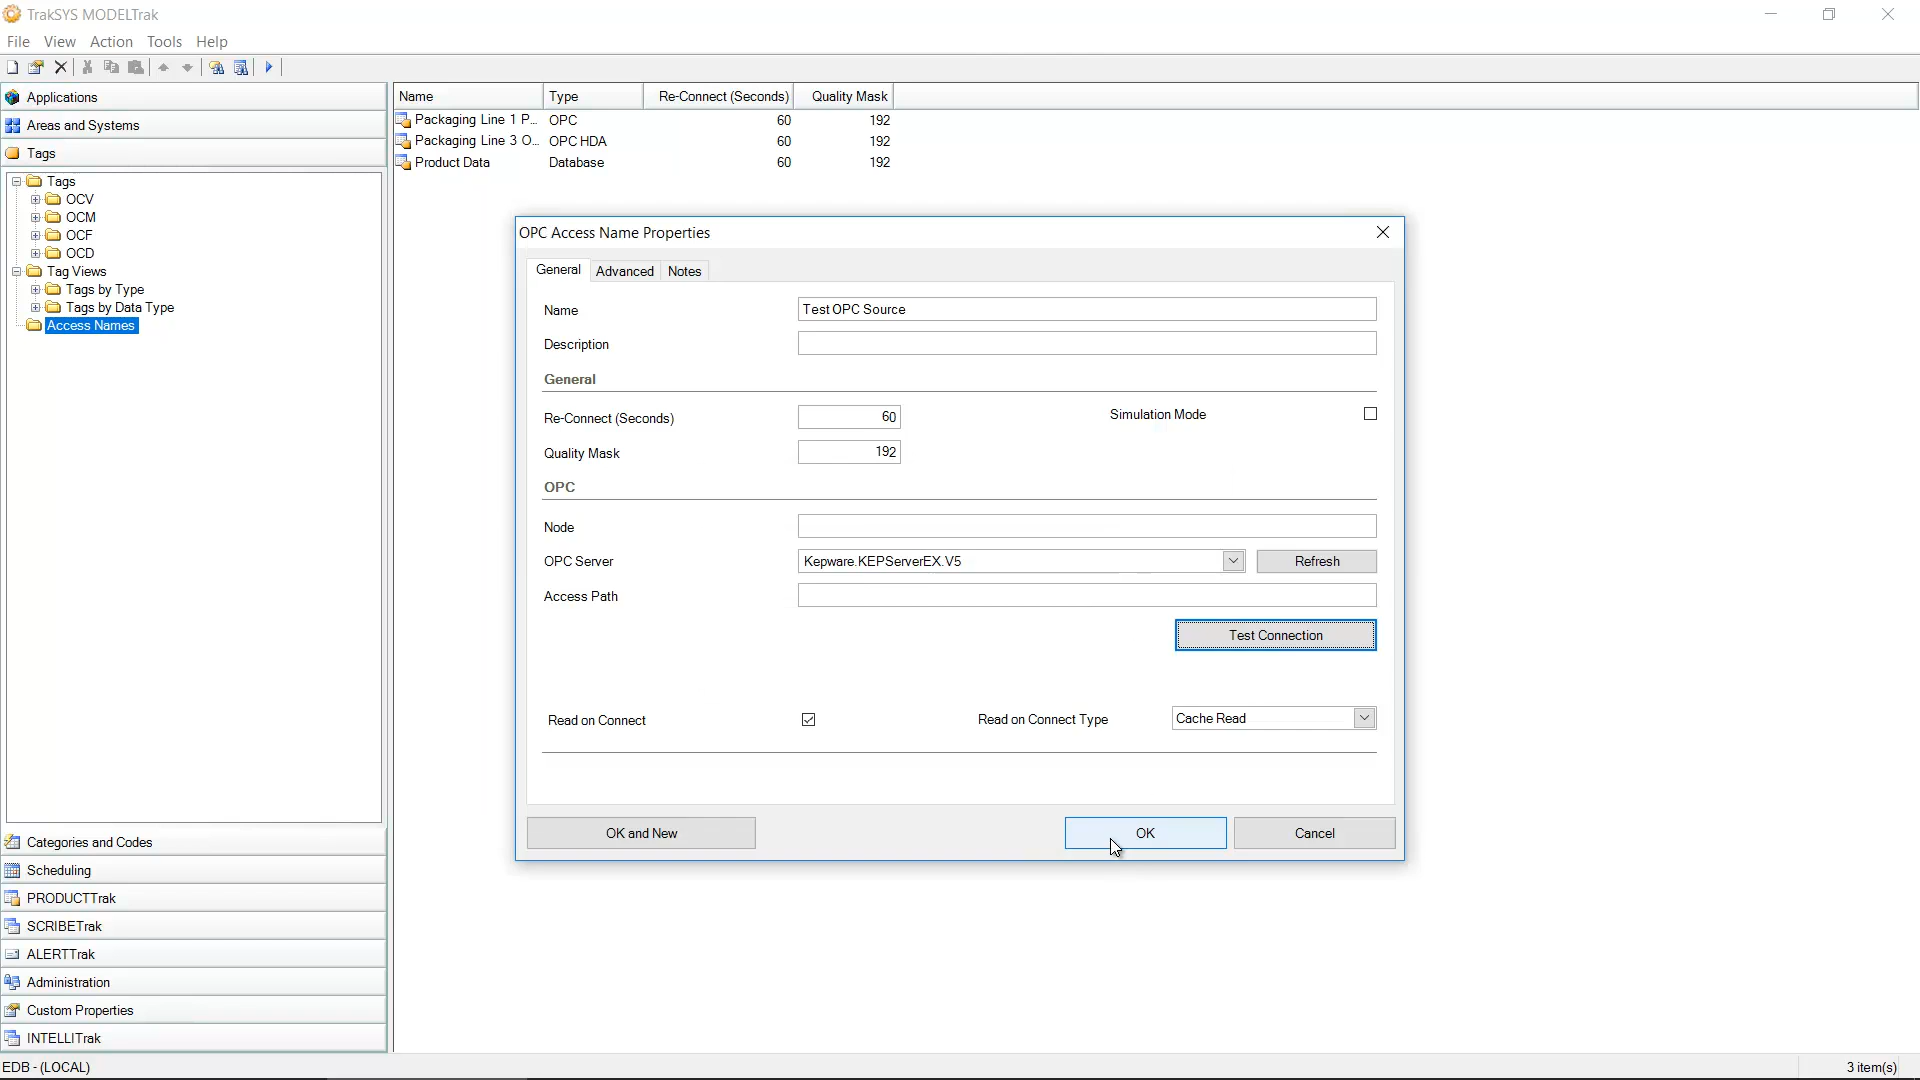 TrakSYS MODELTrak
File View Action Tools Help
Applications
Areas and Systems
Tags
Tags
OCV
OCM
OCF
OCD
Tag Views
Tags by Type
Tags by Data Type
Access Names
Categories and Codes
Scheduling
PRODUCTTrak
SCRIBETrak
ALERTTrak
Administration
Custom Properties
INTELLITrak
Name Type Re-Connect (Seconds) Quality Mask
Packaging Line 1 P... OPC 60 192
Packaging Line 3 O... OPC HDA 60 192
Product Data Database 60 192
OPC Access Name Properties
General Advanced Notes
Name Test OPC Source
Description
General
Re-Connect (Seconds) 60 Simulation Mode
Quality Mask 192
OPC
Node
OPC Server Kepware.KEPServerEX.V5 Refresh
Access Path
Test Connection
Read on Connect Read on Connect Type Cache Read
OK and New OK Cancel
EDB - (LOCAL) 3 item(s)